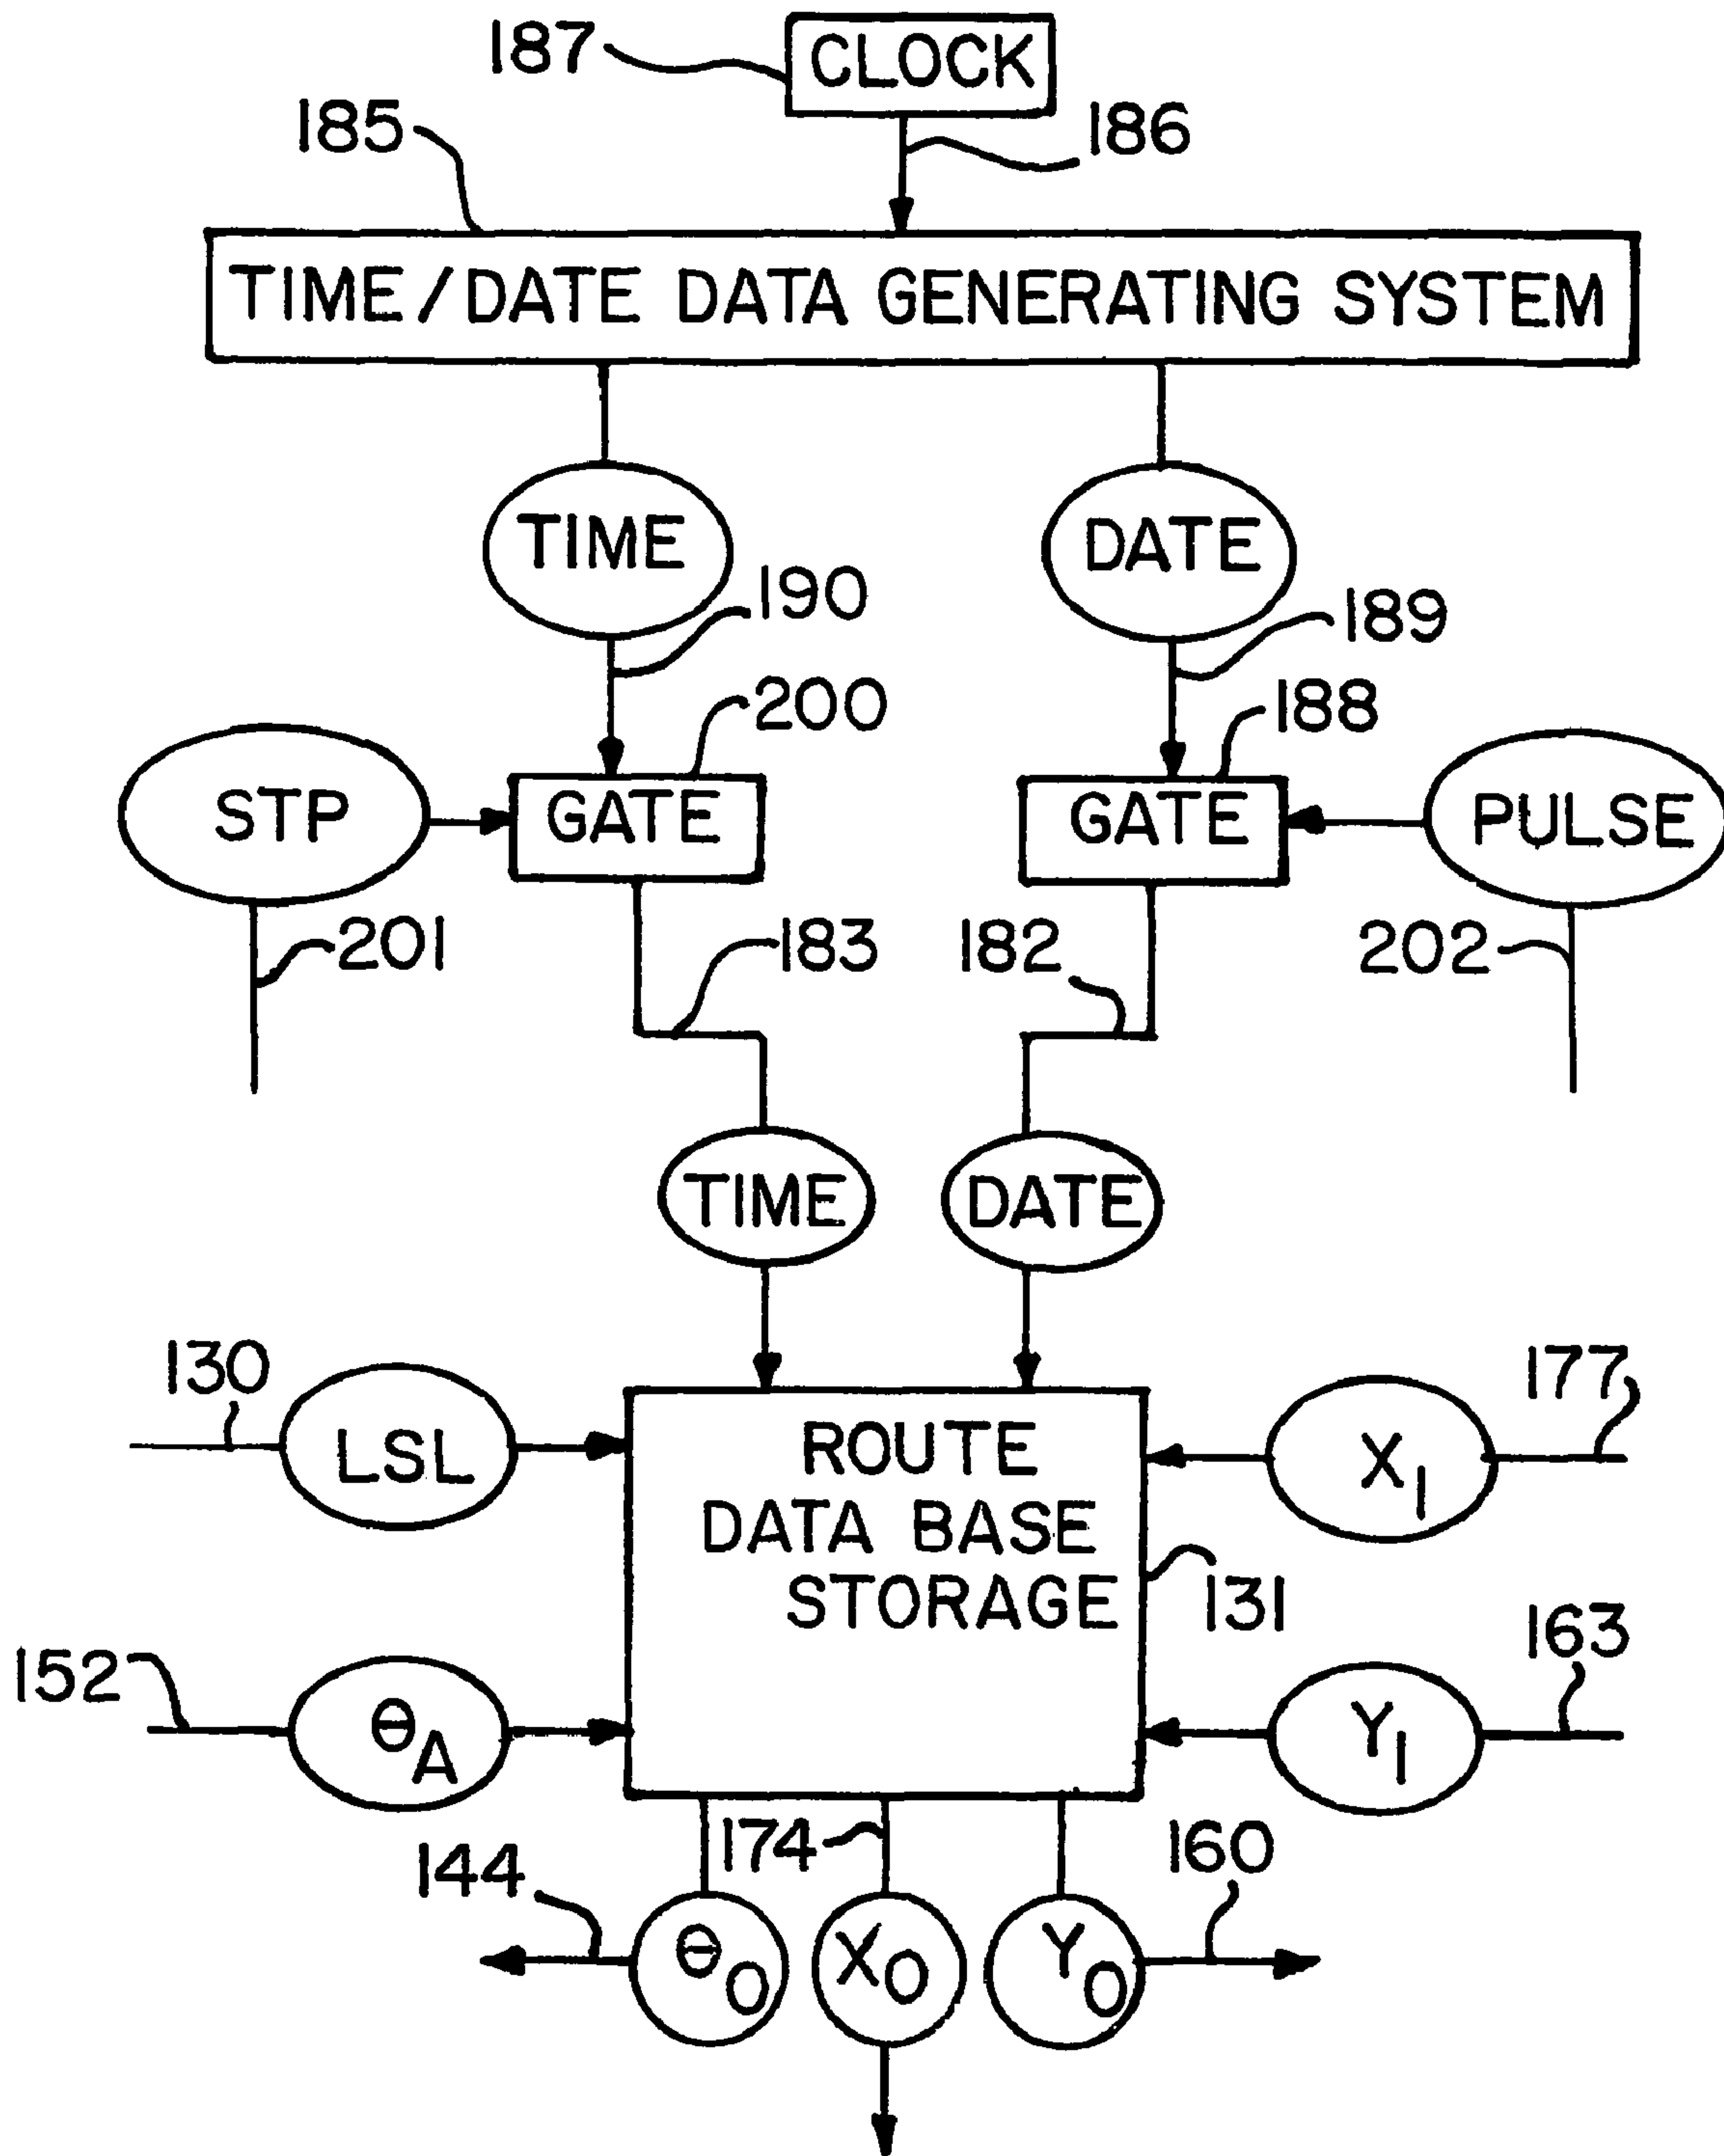 187
CLOCK
185
186
TIME/DATE DATA GENERATING SYSTEM
TIME
DATE
190
189
200
188
STP
GATE
GATE
PULSE
201
183
182
202
TIME
DATE
130
177
LSL
ROUTE
X₁
DATA BASE
STORAGE
131
152
163
θA
Y₁
144
174
160
θO
XO
YO